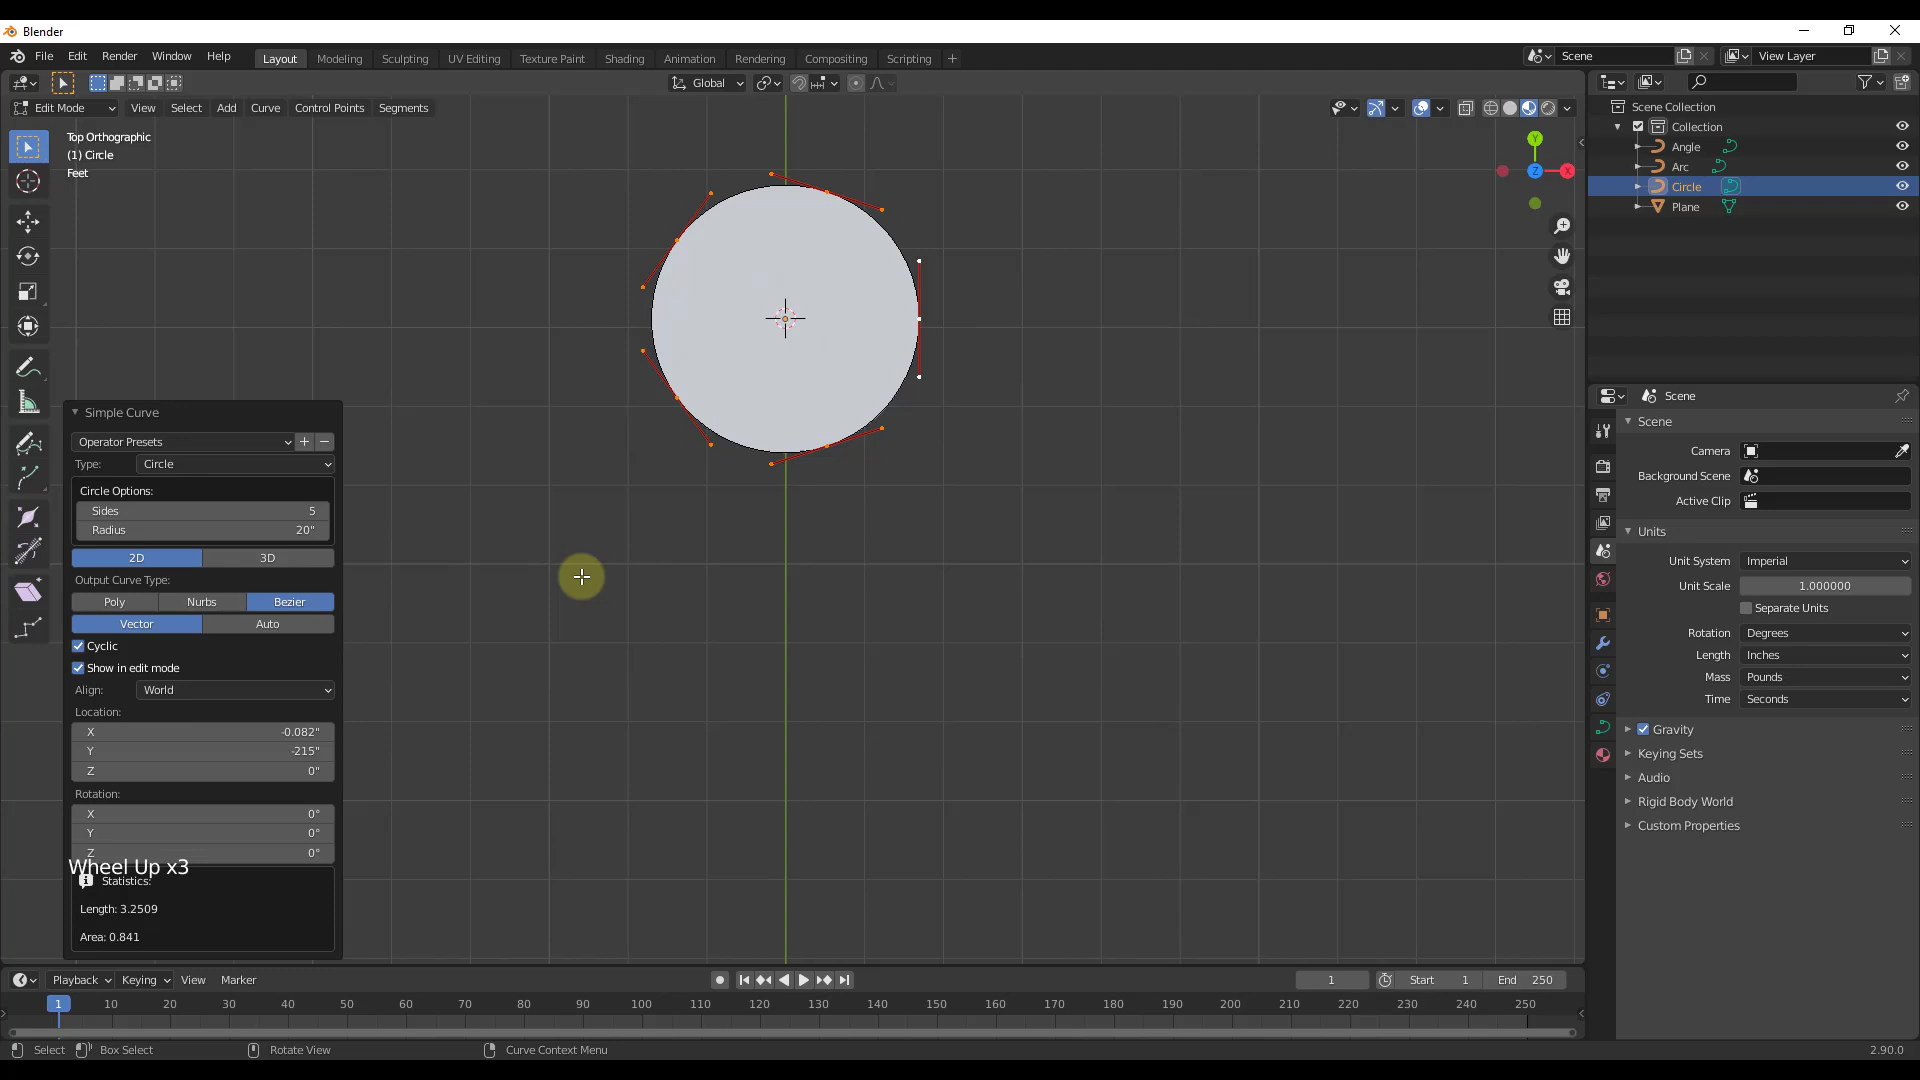 Blender
File Edit Render Window Help Layout Modeling Sculpting UV Editing Texture Paint Shading Animation Rendering Compositing Scripting + Scene View Layer
Global
Edit Mode View Select Add Curve Control Points Segments
Top Orthographic
(1) Circle
Feet
Y
Z X
Scene Collection
Collection
Angle
Arc
Circle
Plane
Simple Curve
Operator Presets + −
Type: Circle
Circle Options:
Sides 5
Radius 20"
2D 3D
Output Curve Type:
Poly Nurbs Bezier
Vector Auto
Cyclic
Show in edit mode
Align: World
Location:
X -0.082"
Y -215"
Z 0"
Rotation:
X 0°
Y 0°
Z 0°
Wheel Up x3
Statistics:
Length: 3.2509
Area: 0.841
Scene
Scene
Camera
Background Scene
Active Clip
Units
Unit System Imperial
Unit Scale 1.000000
Separate Units
Rotation Degrees
Length Inches
Mass Pounds
Time Seconds
Gravity
Keying Sets
Audio
Rigid Body World
Custom Properties
Playback Keying View Marker 1 Start 1 End 250
1 10 20 30 40 50 60 70 80 90 100 110 120 130 140 150 160 170 180 190 200 210 220 230 240 250
Select Box Select Rotate View Curve Context Menu 2.90.0